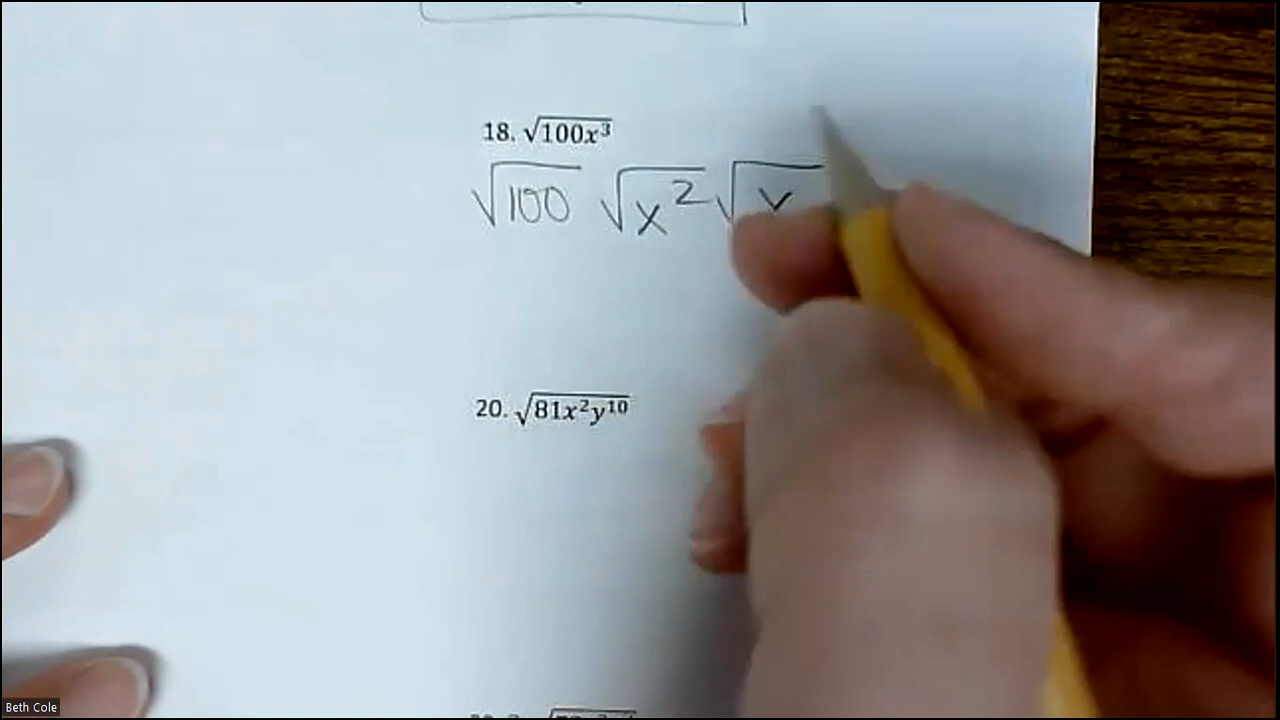 18. √100x³
√100 √x² √x
20. √81x²y¹⁰
Beth Cole